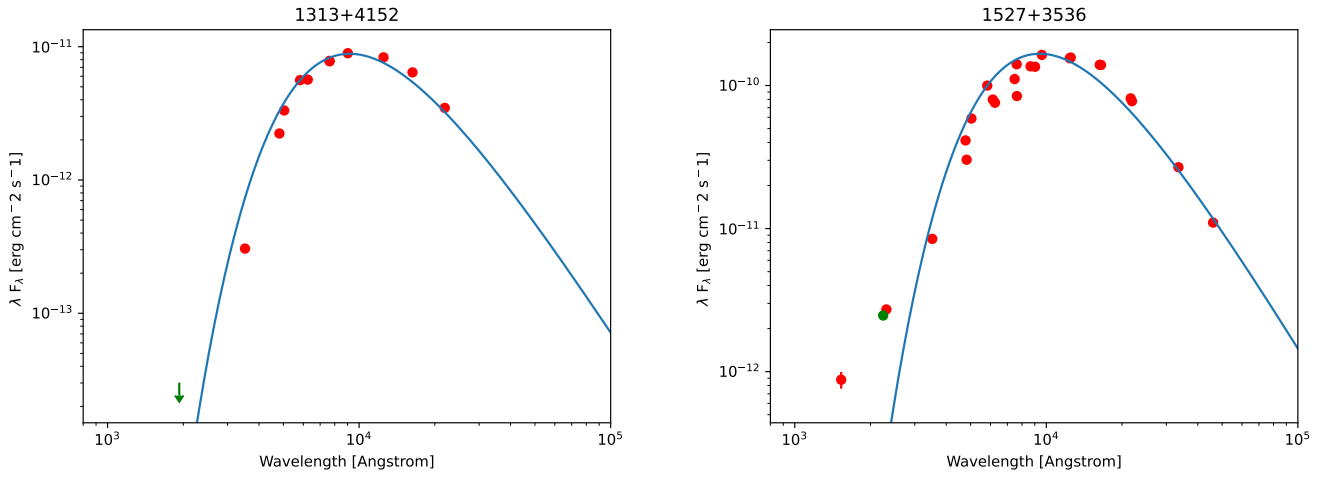 1313+4152
10⁻¹¹
10⁻¹²
10⁻¹³
λ F_λ [erg cm⁻2 s⁻1]
10³ 10⁴ 10⁵
Wavelength [Angstrom]
1527+3536
10⁻¹⁰
10⁻¹¹
10⁻¹²
λ F_λ [erg cm⁻2 s⁻1]
10³ 10⁴ 10⁵
Wavelength [Angstrom]